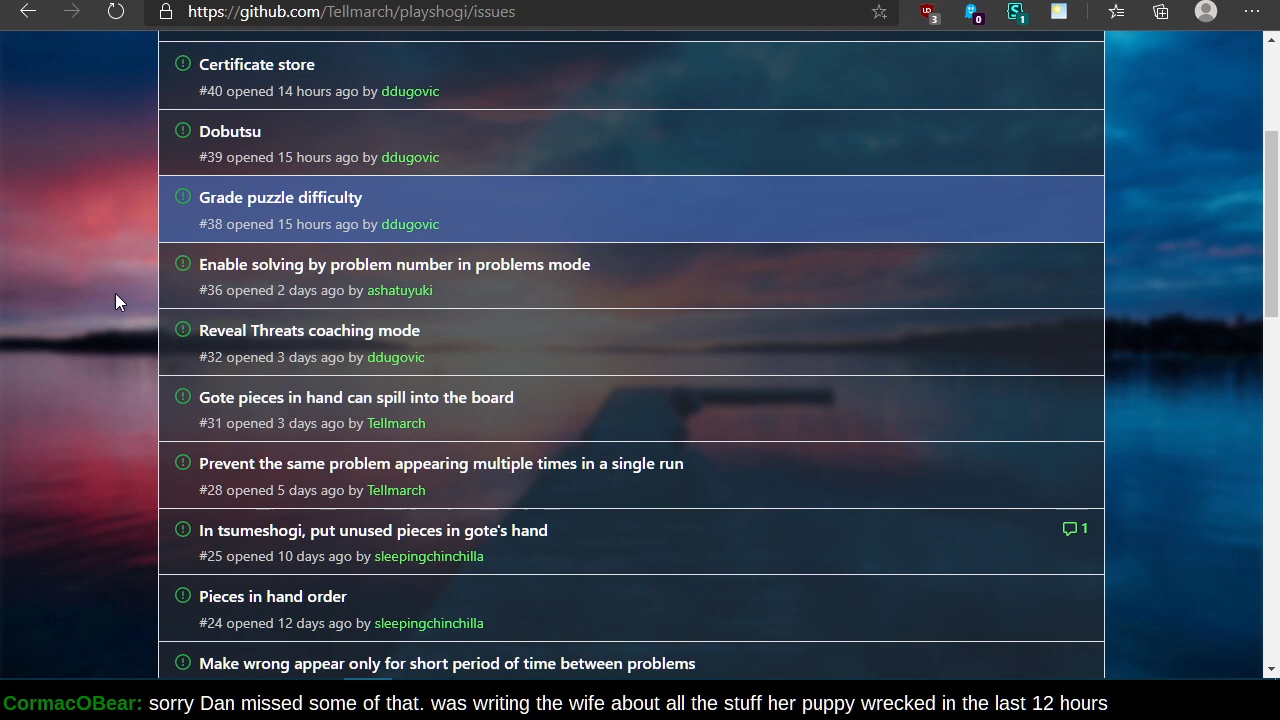 https://github.com/Tellmarch/playshogi/issues
3
0
1
Certificate store
#40 opened 14 hours ago by ddugovic
Dobutsu
#39 opened 15 hours ago by ddugovic
Grade puzzle difficulty
#38 opened 15 hours ago by ddugovic
Enable solving by problem number in problems mode
#36 opened 2 days ago by ashatuyuki
Reveal Threats coaching mode
#32 opened 3 days ago by ddugovic
Gote pieces in hand can spill into the board
#31 opened 3 days ago by Tellmarch
Prevent the same problem appearing multiple times in a single run
#28 opened 5 days ago by Tellmarch
In tsumeshogi, put unused pieces in gote's hand
1
#25 opened 10 days ago by sleepingchinchilla
Pieces in hand order
#24 opened 12 days ago by sleepingchinchilla
Make wrong appear only for short period of time between problems
CormacOBear: sorry Dan missed some of that. was writing the wife about all the stuff her puppy wrecked in the last 12 hours